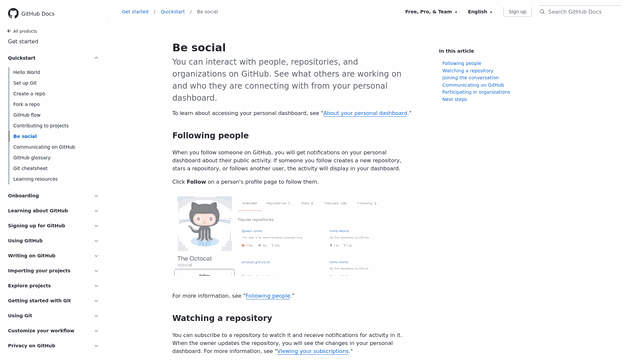 GitHub Docs
Get started / Quickstart / Be social
Free, Pro, & Team
English
Sign up
Search GitHub Docs
All products
Get started
Quickstart
Hello World
Set up Git
Create a repo
Fork a repo
GitHub flow
Contributing to projects
Be social
Communicating on GitHub
GitHub glossary
Git cheatsheet
Learning resources
Onboarding
Learning about GitHub
Signing up for GitHub
Using GitHub
Writing on GitHub
Importing your projects
Explore projects
Getting started with Git
Using Git
Customize your workflow
Privacy on GitHub
Be social
You can interact with people, repositories, and
organizations on GitHub. See what others are working on
and who they are connecting with from your personal
dashboard.
To learn about accessing your personal dashboard, see "About your personal dashboard."
Following people
When you follow someone on GitHub, you will get notifications on your personal
dashboard about their public activity. If someone you follow creates a new repository,
stars a repository, or follows another user, the activity will display in your dashboard.
Click Follow on a person's profile page to follow them.
Popular repositories
The Octocat
For more information, see "Following people."
Watching a repository
You can subscribe to a repository to watch it and receive notifications for activity in it.
When the owner updates the repository, you will see the changes in your personal
dashboard. For more information, see "Viewing your subscriptions."
In this article
Following people
Watching a repository
Joining the conversation
Communicating on GitHub
Participating in organizations
Next steps